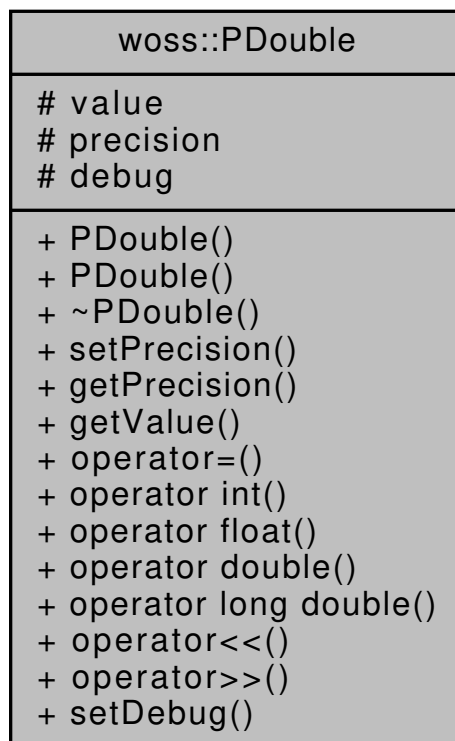 woss::PDouble
# value
# precision
# debug
+ PDouble()
+ PDouble()
+ ~PDouble()
+ setPrecision()
+ getPrecision()
+ getValue()
+ operator=()
+ operator int()
+ operator float()
+ operator double()
+ operator long double()
+ operator<<()
+ operator>>()
+ setDebug()